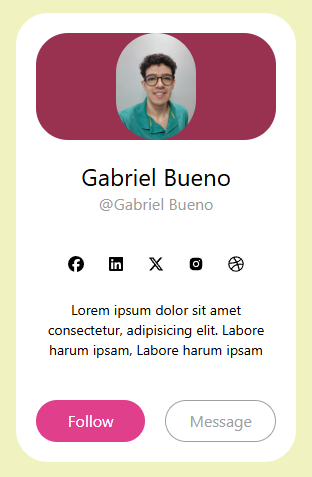 Gabriel Bueno
@Gabriel Bueno
Lorem ipsum dolor sit amet
consectetur, adipisicing elit. Labore
harum ipsam, Labore harum ipsam
Follow
Message